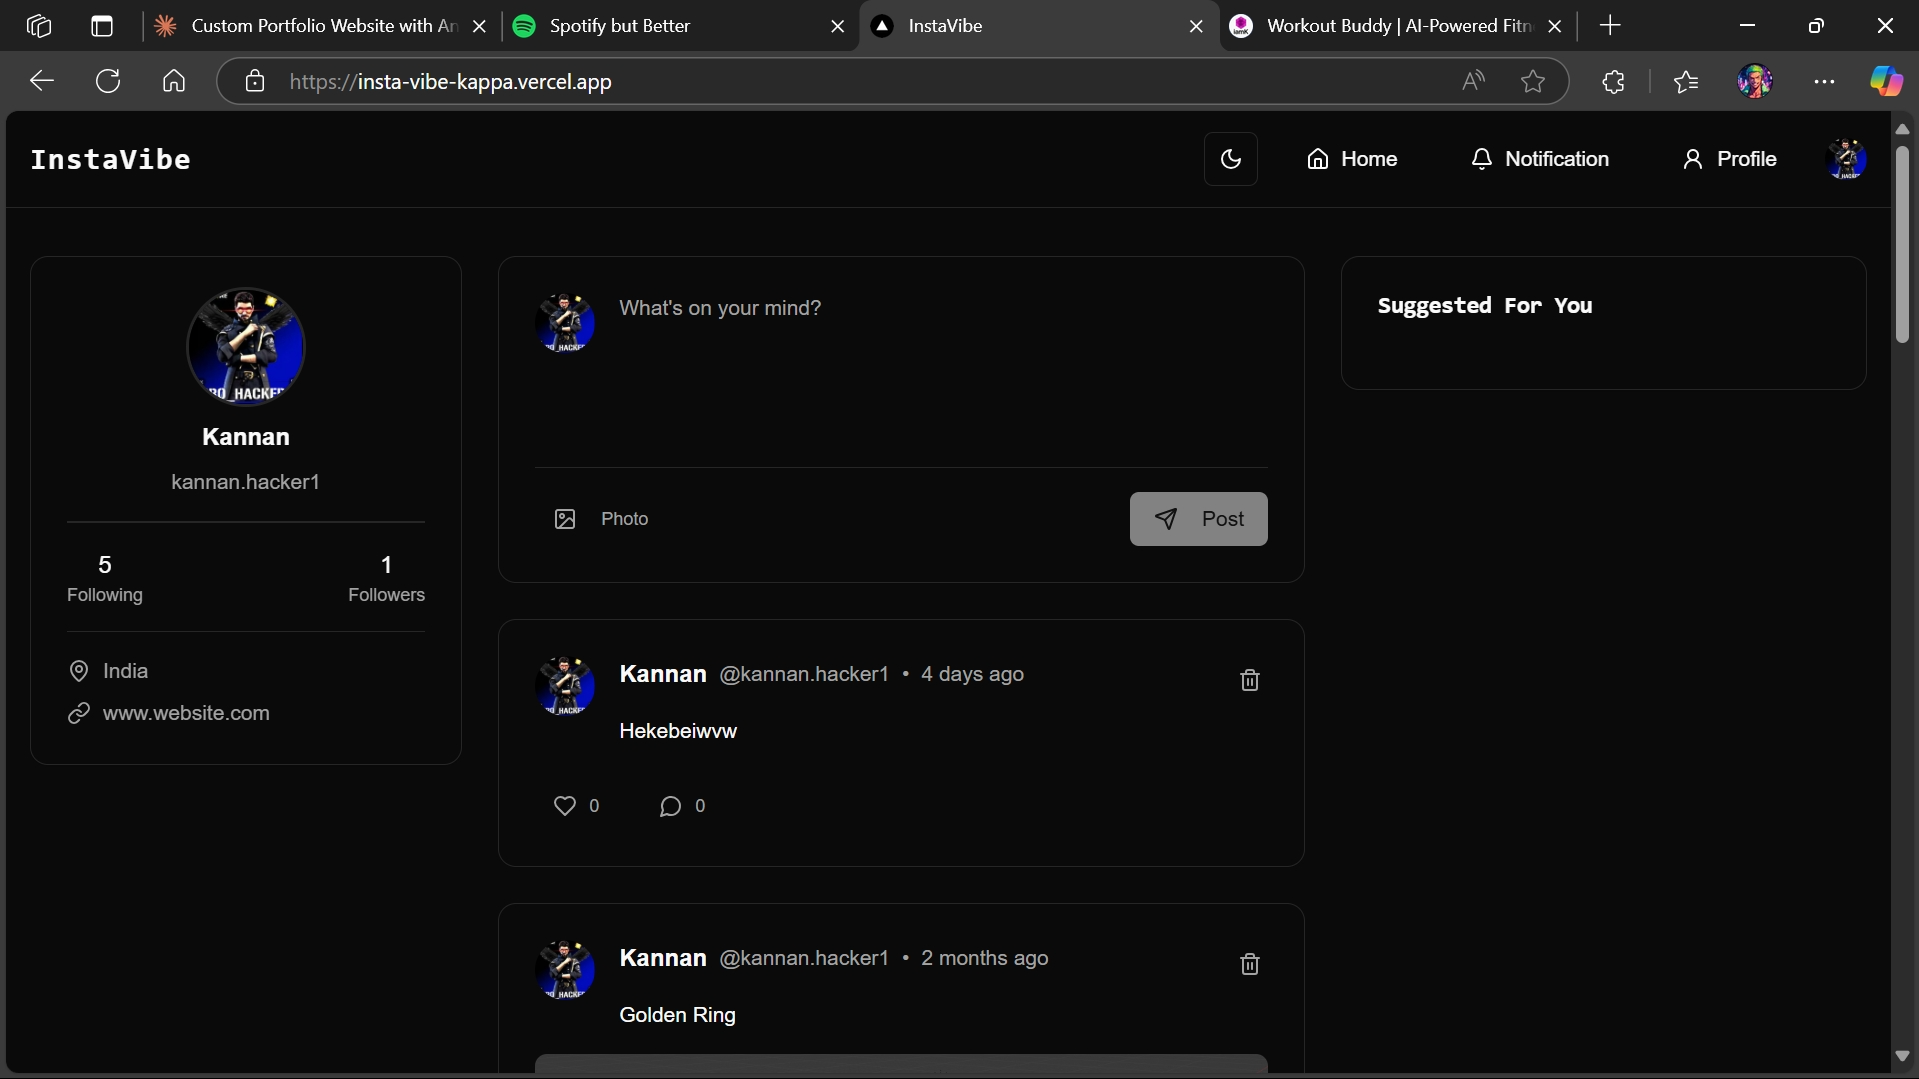 Custom Portfolio Website with An
Spotify but Better
InstaVibe
Workout Buddy | AI-Powered Fitn
https://insta-vibe-kappa.vercel.app
InstaVibe
Home
Notification
Profile
Kannan
kannan.hacker1
5
Following
1
Followers
India
www.website.com
What's on your mind?
Photo
Post
Kannan @kannan.hacker1 • 4 days ago
Hekebeiwvw
0
0
Kannan @kannan.hacker1 • 2 months ago
Golden Ring
Suggested For You